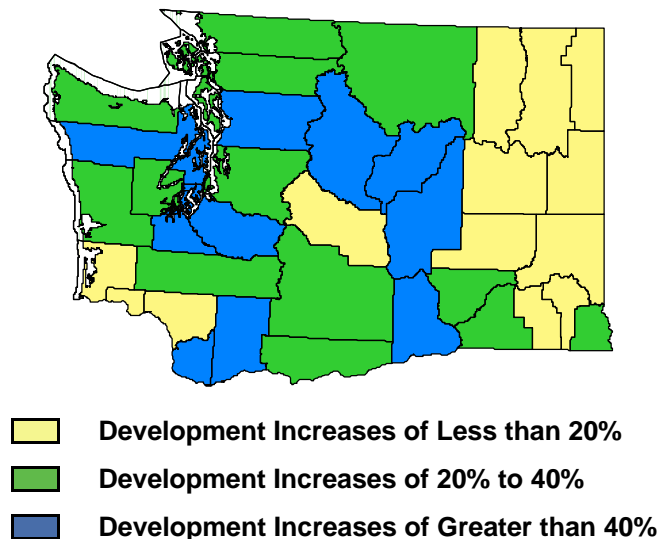 Development Increases of Less than 20%
Development Increases of 20% to 40%
Development Increases of Greater than 40%